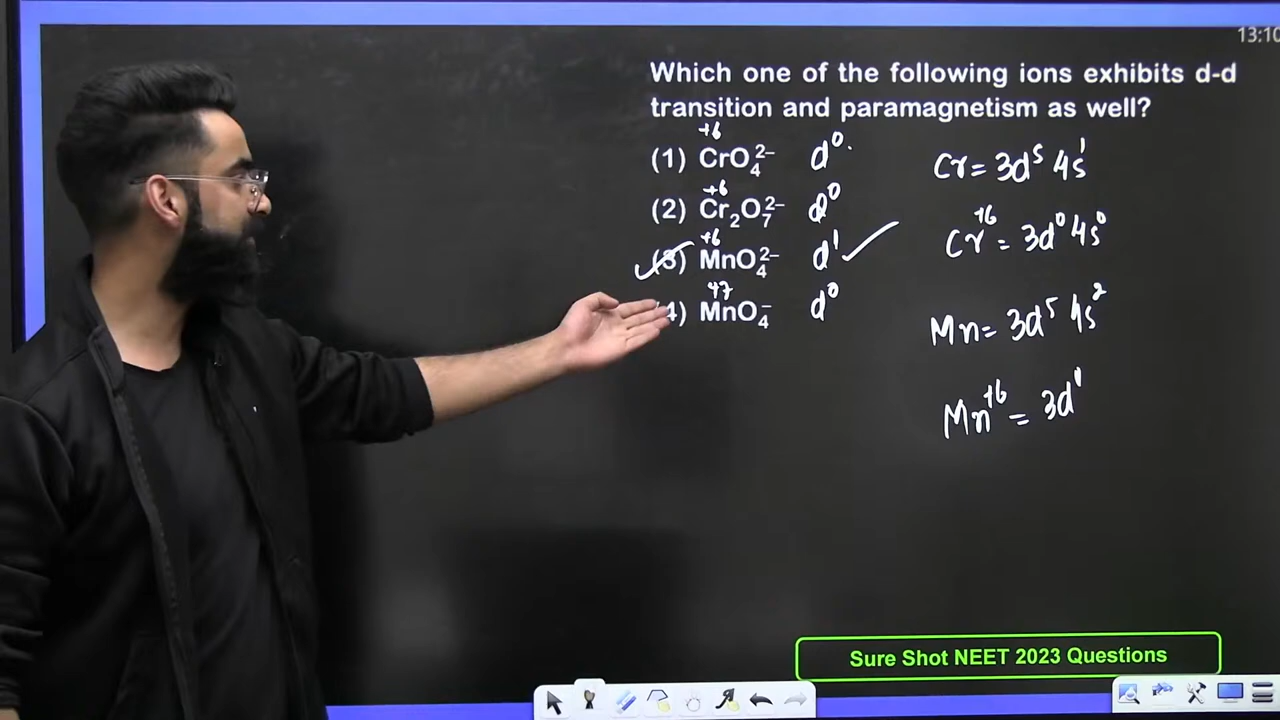 13:10
Which one of the following ions exhibits d-d
transition and paramagnetism as well?
+6
(1) CrO₄²⁻ d⁰.
+6
(2) Cr₂O₇²⁻ d⁰
+6
(3) MnO₄²⁻ d¹ ✓
+7
(4) MnO₄⁻ d⁰
Cr = 3d⁵ 4s¹
Cr⁺⁶ = 3d⁰ 4s⁰
Mn = 3d⁵ 4s²
Mn⁺⁶ = 3d¹
Sure Shot NEET 2023 Questions